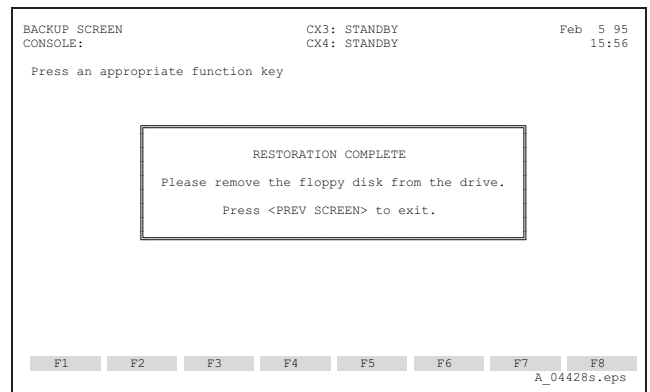 BACKUP SCREEN CX3: STANDBY Feb 5 95
CONSOLE: CX4: STANDBY 15:56
Press an appropriate function key
RESTORATION COMPLETE
Please remove the floppy disk from the drive.
Press <PREV SCREEN> to exit.
F1 F2 F3 F4 F5 F6 F7 F8
A_04428s.eps